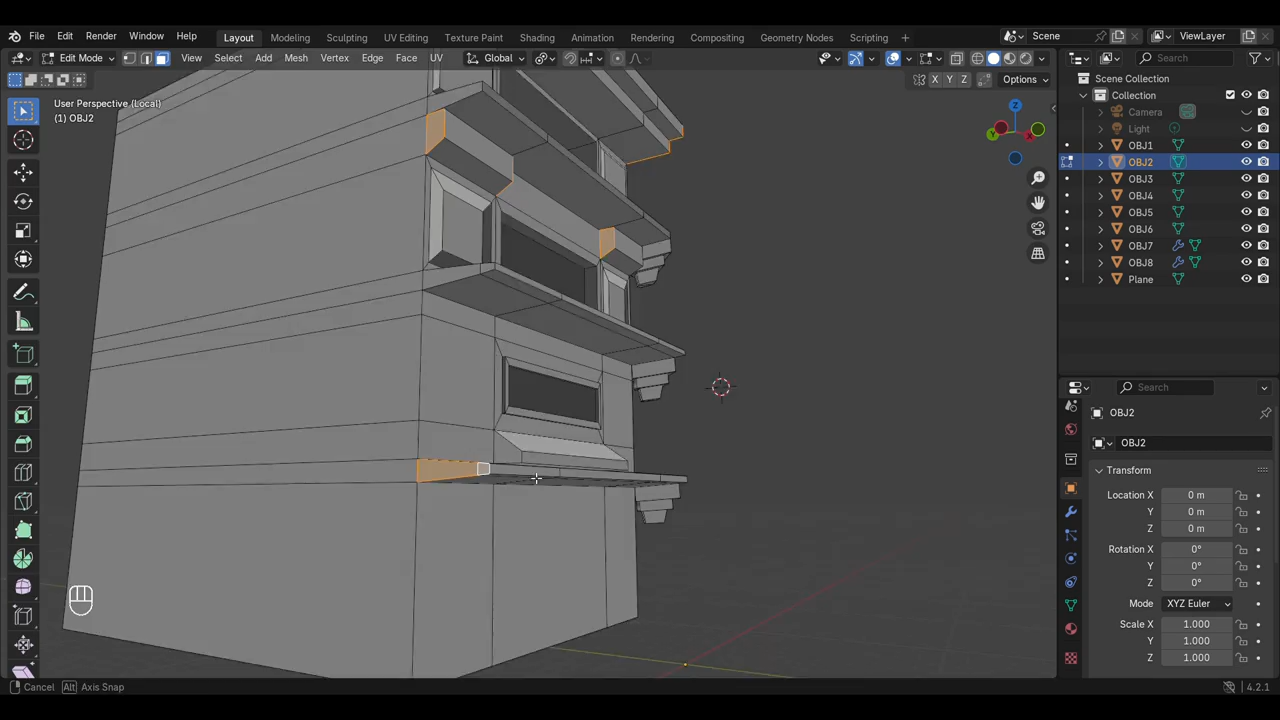 File Edit Render Window Help Layout Modeling Sculpting UV Editing Texture Paint Shading Animation Rendering Compositing Geometry Nodes Scripting Scene ViewLayer
Edit Mode View Select Add Mesh Vertex Edge Face UV Global Search
X Y Z Options
User Perspective (Local)
(1) OBJ2
Z
Y
X
Scene Collection
Collection
Camera
Light
OBJ1
OBJ2
OBJ3
OBJ4
OBJ5
OBJ6
OBJ7
OBJ8
Plane
Search
OBJ2
OBJ2
Transform
Location X 0 m
Y 0 m
Z 0 m
Rotation X 0°
Y 0°
Z 0°
Mode XYZ Euler
Scale X 1.000
Y 1.000
Z 1.000
Cancel Alt Axis Snap 4.2.1